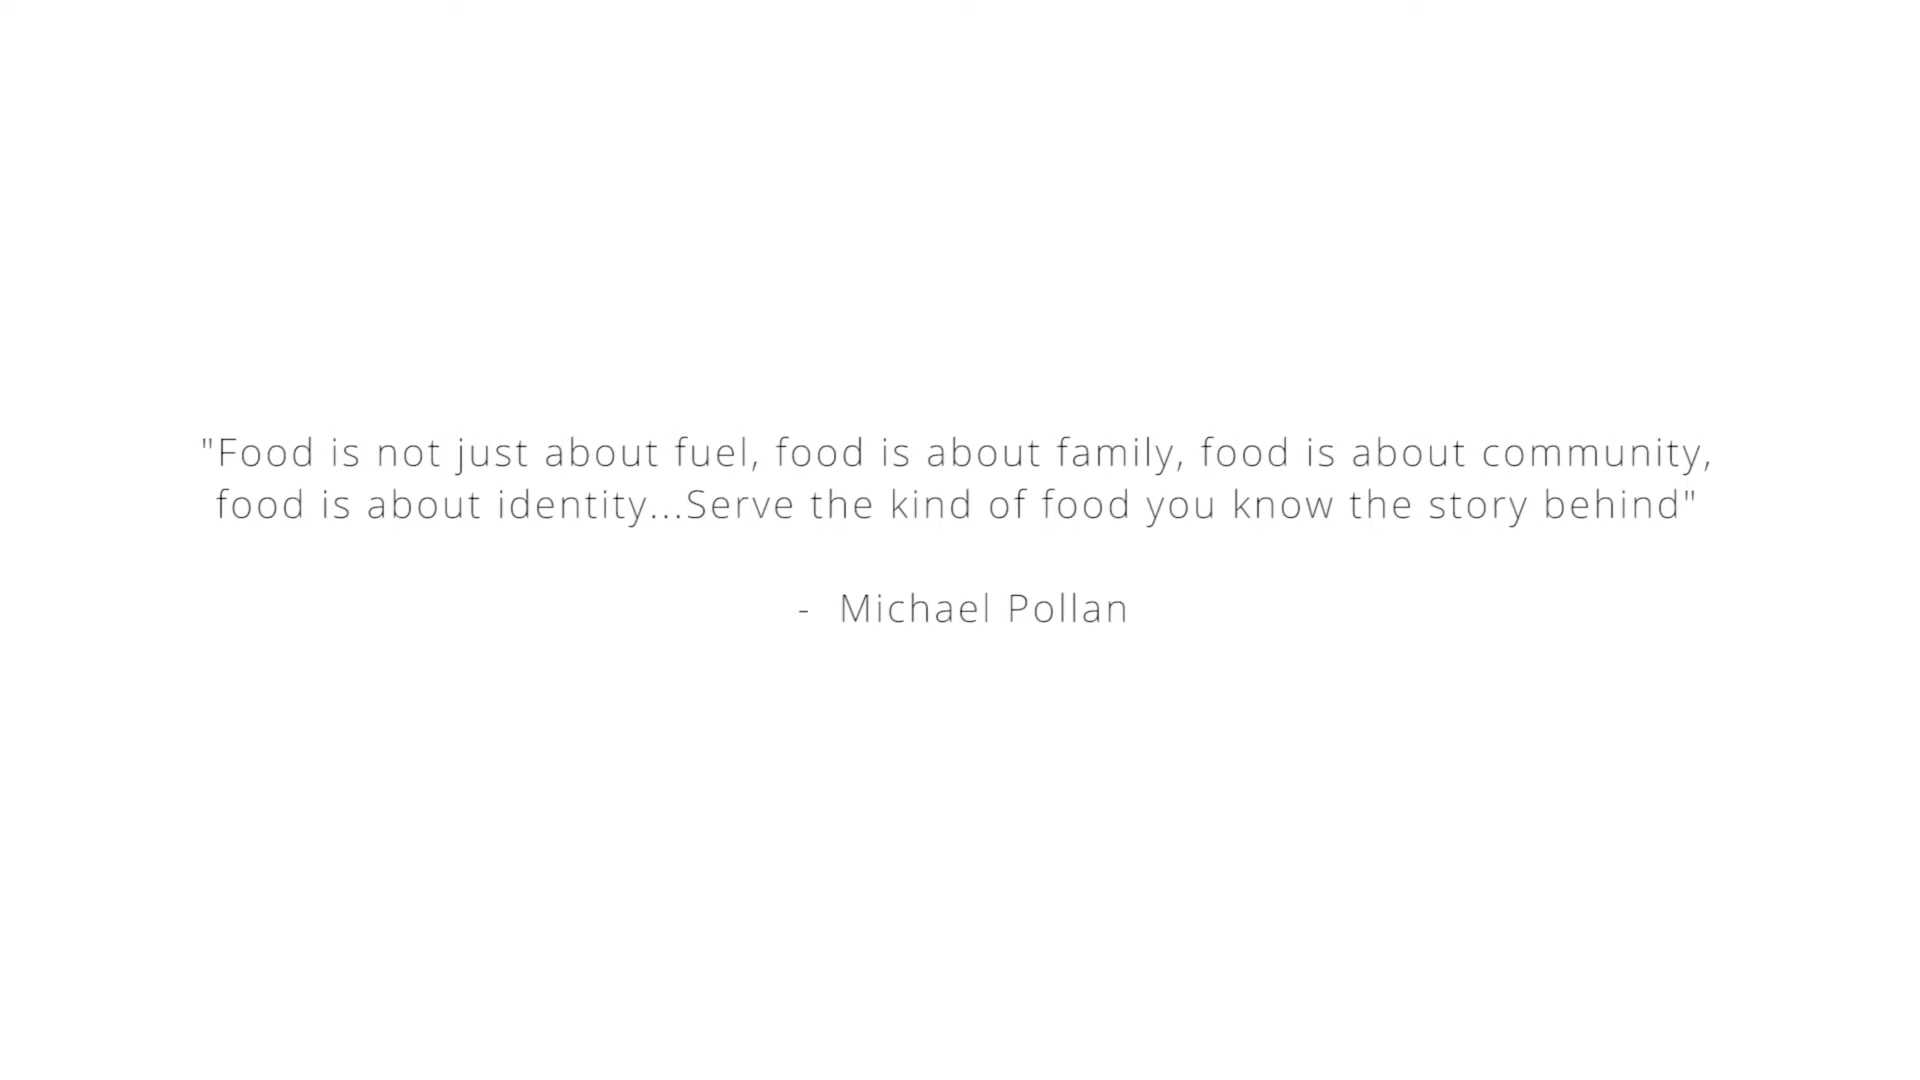 "Food is not just about fuel, food is about family, food is about community,
food is about identity...Serve the kind of food you know the story behind"
- Michael Pollan